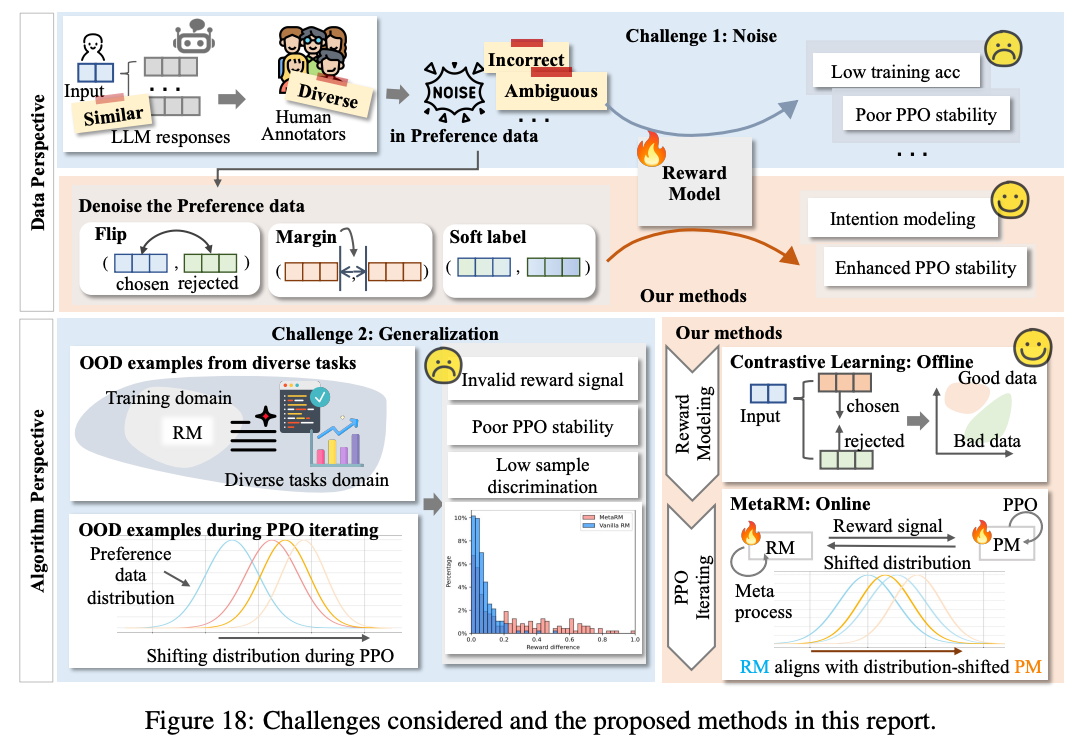 Data Perspective
Input
Similar
. . .
LLM responses
Diverse
Human
Annotators
NOISE
Incorrect
Ambiguous
. . .
in Preference data
Challenge 1: Noise
Low training acc
Poor PPO stability
. . .
Reward
Model
Denoise the Preference data
Flip
( , )
chosen rejected
Margin
( , )
Soft label
( , )
Our methods
Intention modeling
Enhanced PPO stability
Algorithm Perspective
Challenge 2: Generalization
OOD examples from diverse tasks
Training domain
RM
Diverse tasks domain
OOD examples during PPO iterating
Preference
data
distribution
Shifting distribution during PPO
Invalid reward signal
Poor PPO stability
Low sample
discrimination
MetaRM
Vanilla RM
Percentage
10%
8%
6%
4%
2%
0%
0.0 0.2 0.4 0.6 0.8 1.0
Reward difference
Our methods
Reward
Modeling
Contrastive Learning: Offline
Input
chosen
rejected
Good data
Bad data
PPO
Iterating
MetaRM: Online
PPO
RM
Reward signal
Shifted distribution
PM
Meta
process
RM aligns with distribution-shifted PM
Figure 18: Challenges considered and the proposed methods in this report.